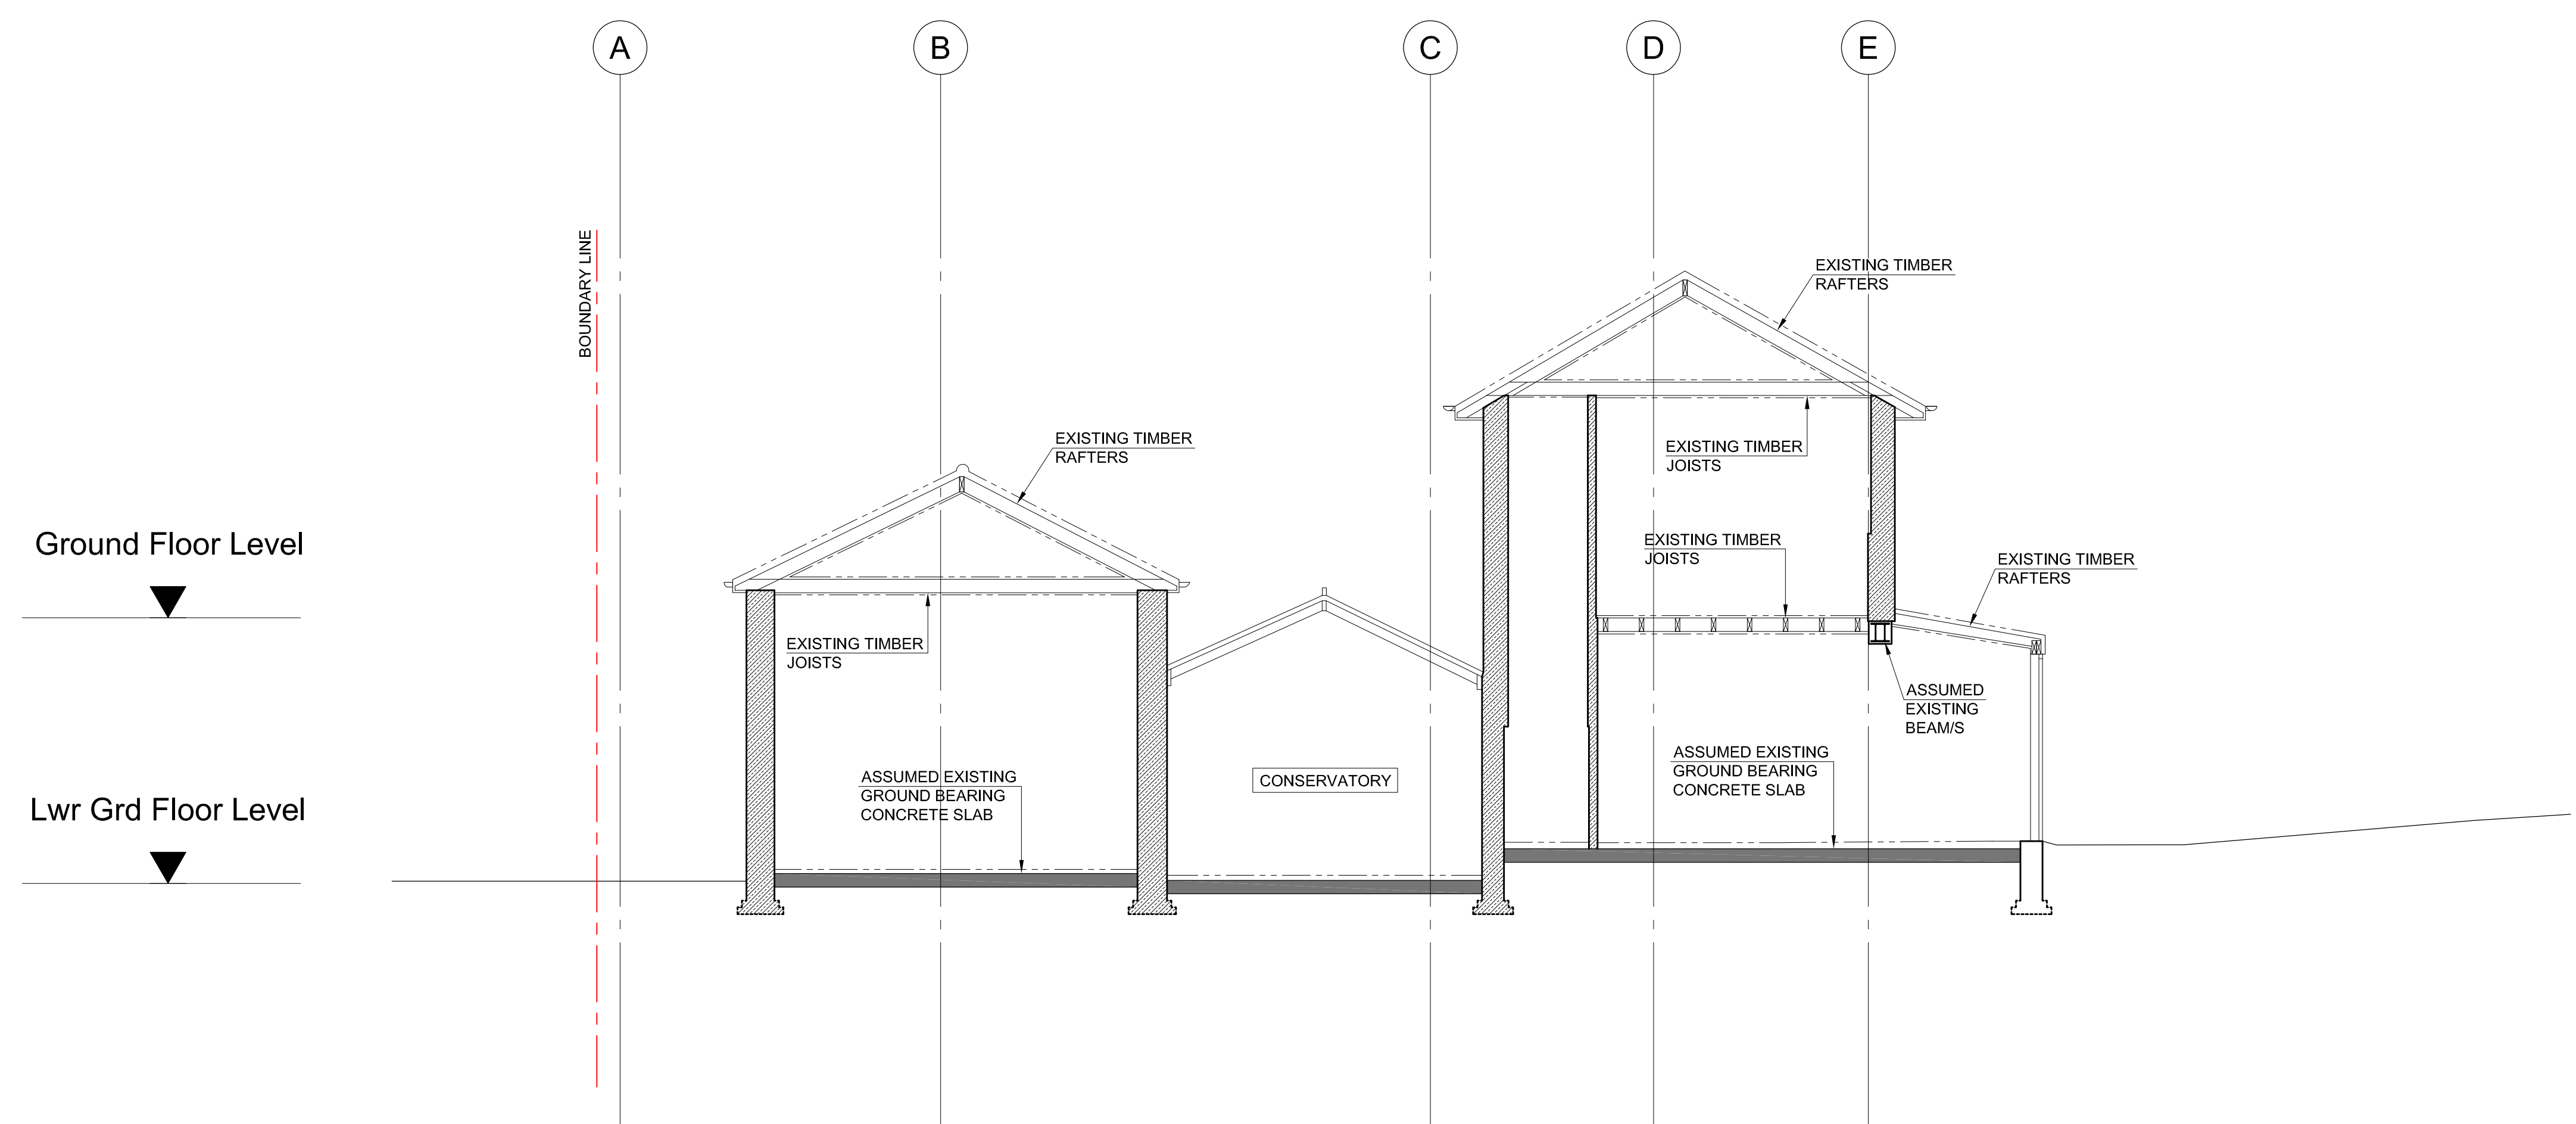 A
B
C
D
E
BOUNDARY LINE
EXISTING TIMBER
RAFTERS
EXISTING TIMBER
RAFTERS
EXISTING TIMBER
JOISTS
Ground Floor Level
EXISTING TIMBER
JOISTS
EXISTING TIMBER
RAFTERS
EXISTING TIMBER
JOISTS
ASSUMED
EXISTING
BEAM/S
ASSUMED EXISTING
GROUND BEARING
CONCRETE SLAB
CONSERVATORY
ASSUMED EXISTING
GROUND BEARING
CONCRETE SLAB
Lwr Grd Floor Level